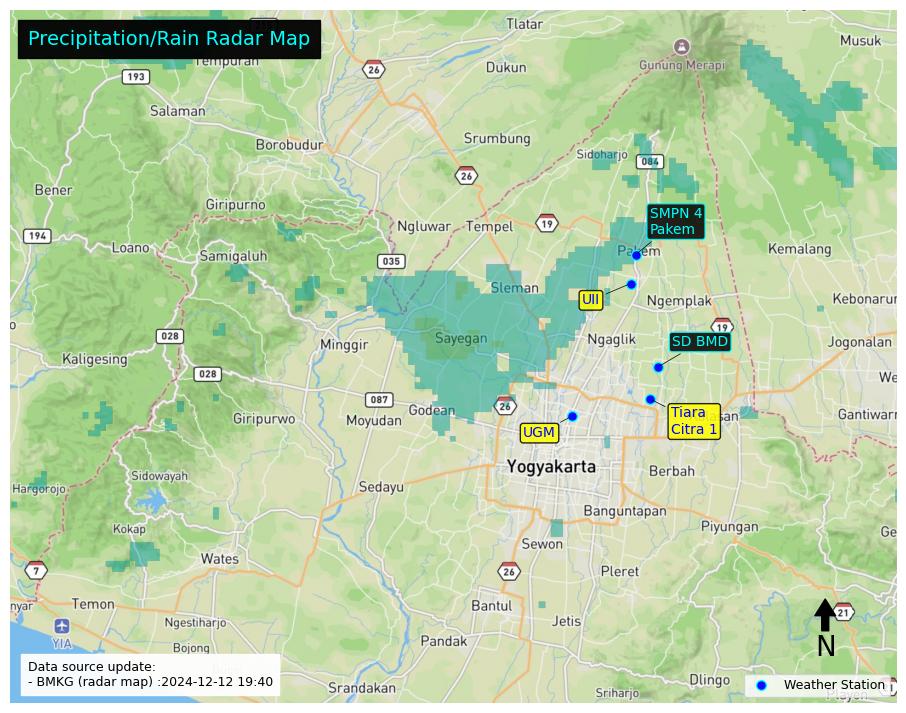 Precipitation/Rain Radar Map
Tlatar
Musuk
Tempuran
26
193
Dukun
Gunung Merapi
Salaman
Srumbung
Borobudur
Sidoharjo
084
26
Bener
Giripurno
SMPN 4
Pakem
Ngluwar
Tempel
19
194
Loano
Samigaluh
Pakem
Kemalang
035
Sleman
UII
Ngemplak
Kebonarum
19
028
Sayegan
Ngaglik
SD BMD
Minggir
Jogonalan
Kaligesing
028
We
087
Godean
26
Tiara
Citra 1
Giripurwo
Moyudan
Gantiwarn
UGM
Yogyakarta
Berbah
Sidowayah
Hargorojo
Sedayu
Banguntapan
Kokap
Piyungan
Sewon
Ge
Wates
7
26
Pleret
Temon
Bantul
nyar
21
Ngestiharjo
Jetis
YIA
Pandak
Bojong
N
Data source update:
- BMKG (radar map) :2024-12-12 19:40
Dlingo
Srandakan
Sriharjo
Weather Station
Playen